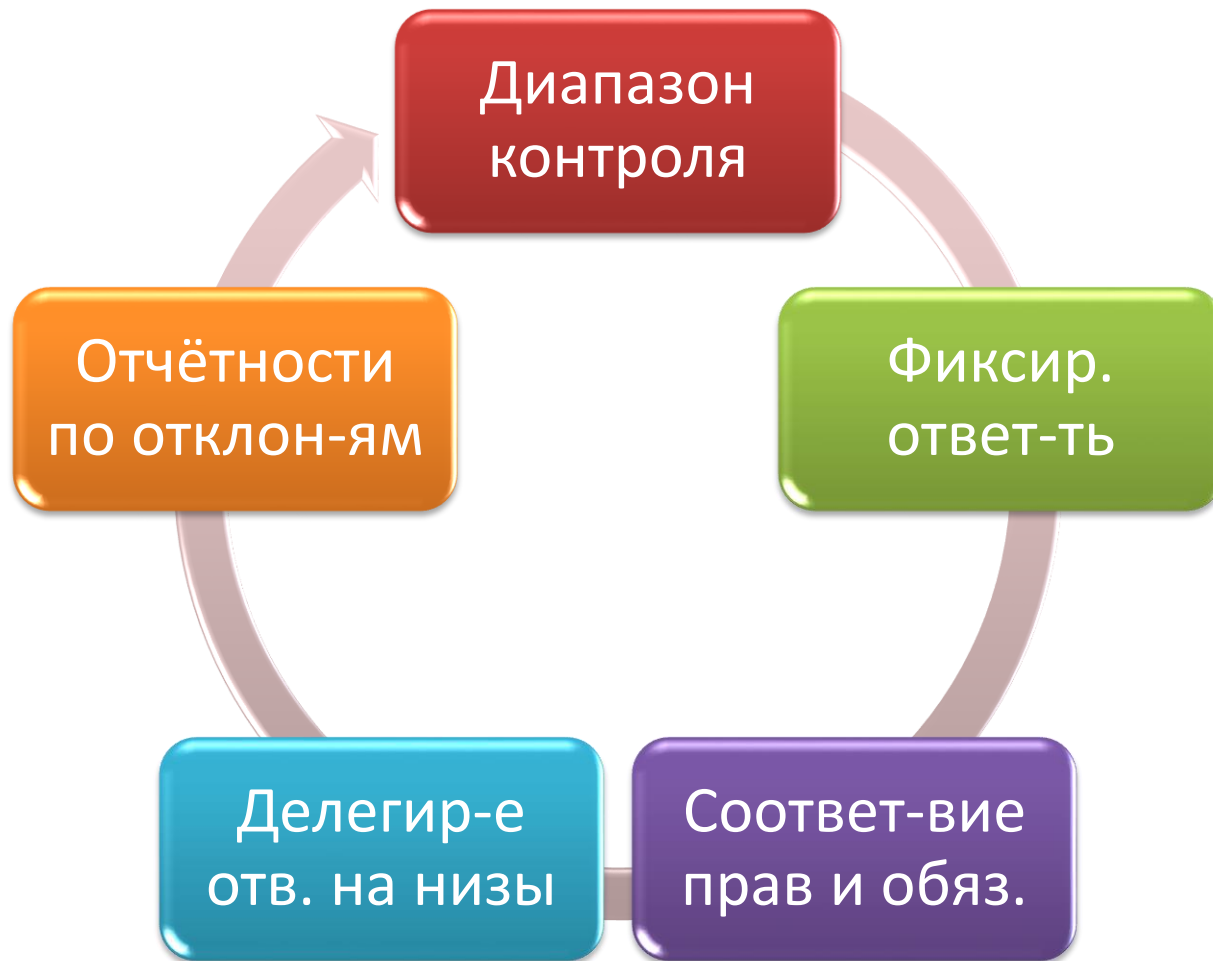 Диапазон
контроля
Фиксир.
ответ-ть
Соответ-вие
прав и обяз.
Делегир-е
отв. на низы
Отчётности
по отклон-ям